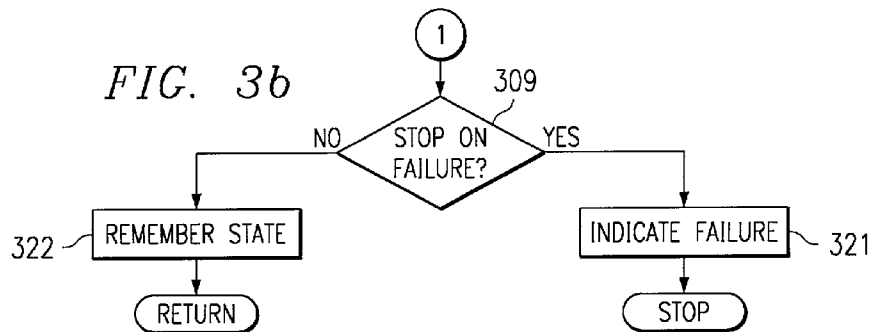 1
FIG. 3b
309
NO
STOP ON
FAILURE?
YES
322
REMEMBER STATE
INDICATE FAILURE
321
RETURN
STOP